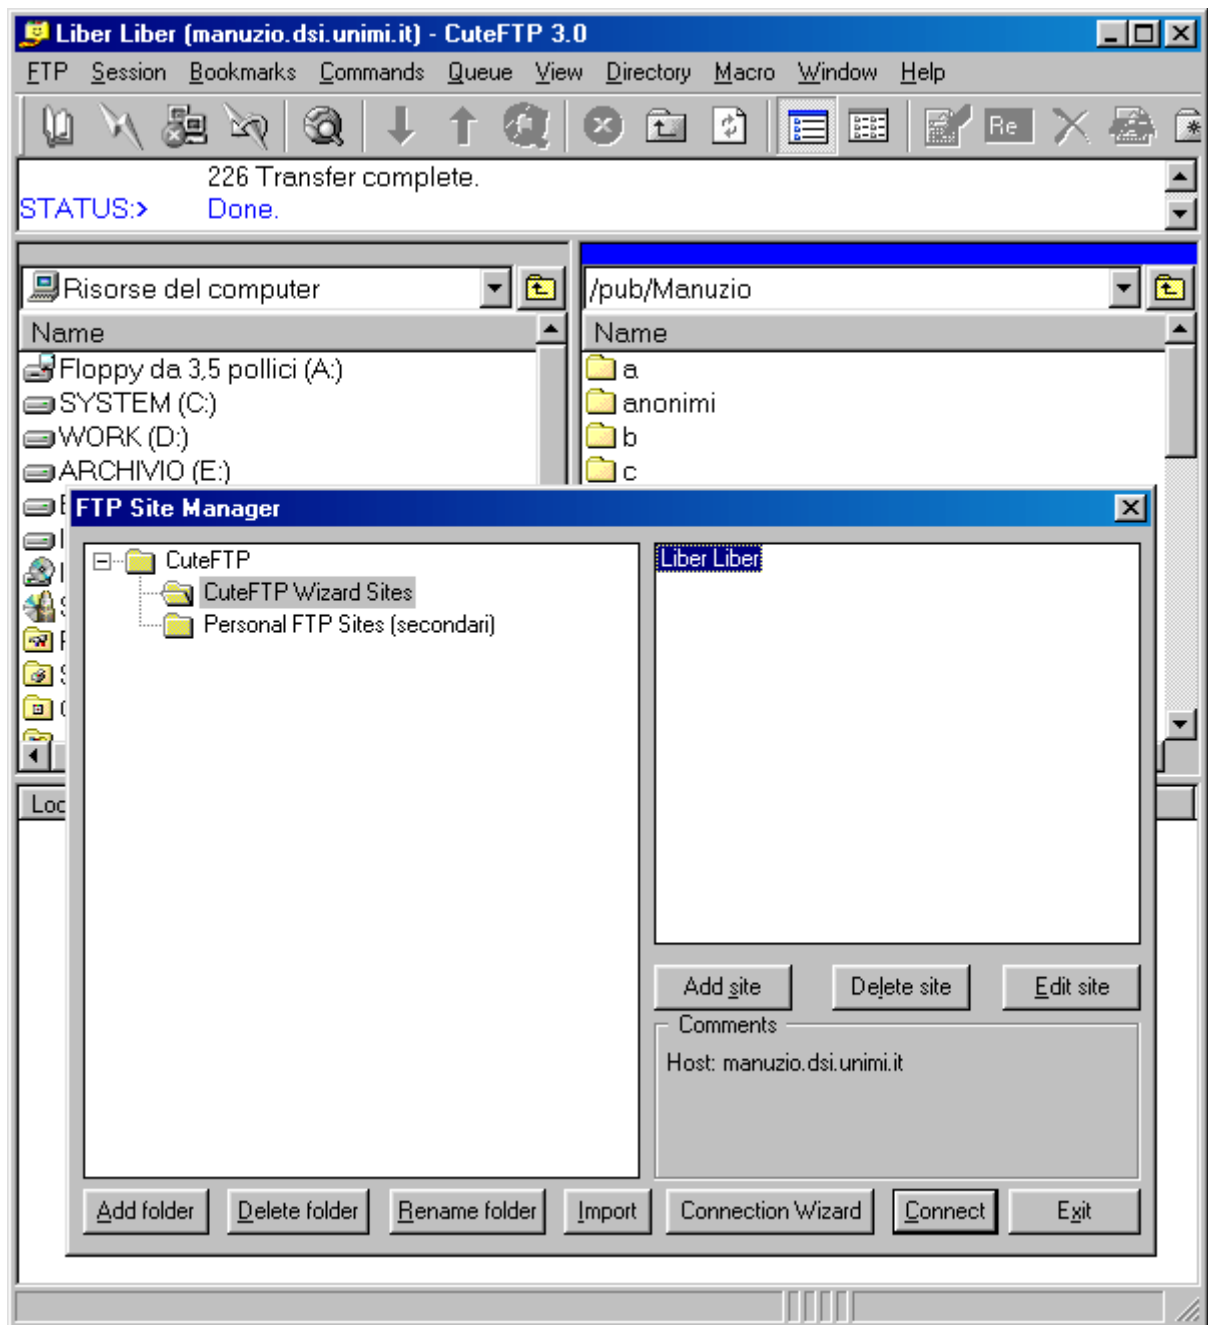 Liber Liber (manuzio.dsi.unimi.it) - CuteFTP 3.0
FTP Session Bookmarks Commands Queue View Directory Macro Window Help
Re
226 Transfer complete.
STATUS:> Done.
Risorse del computer
/pub/Manuzio
Name
Name
Floppy da 3,5 pollici (A:)
SYSTEM (C:)
WORK (D:)
ARCHIVIO (E:)
a
anonimi
b
c
FTP Site Manager
CuteFTP
CuteFTP Wizard Sites
Personal FTP Sites (secondari)
Liber Liber
Add site Delete site Edit site
Comments
Host: manuzio.dsi.unimi.it
Add folder Delete folder Rename folder Import Connection Wizard Connect Exit